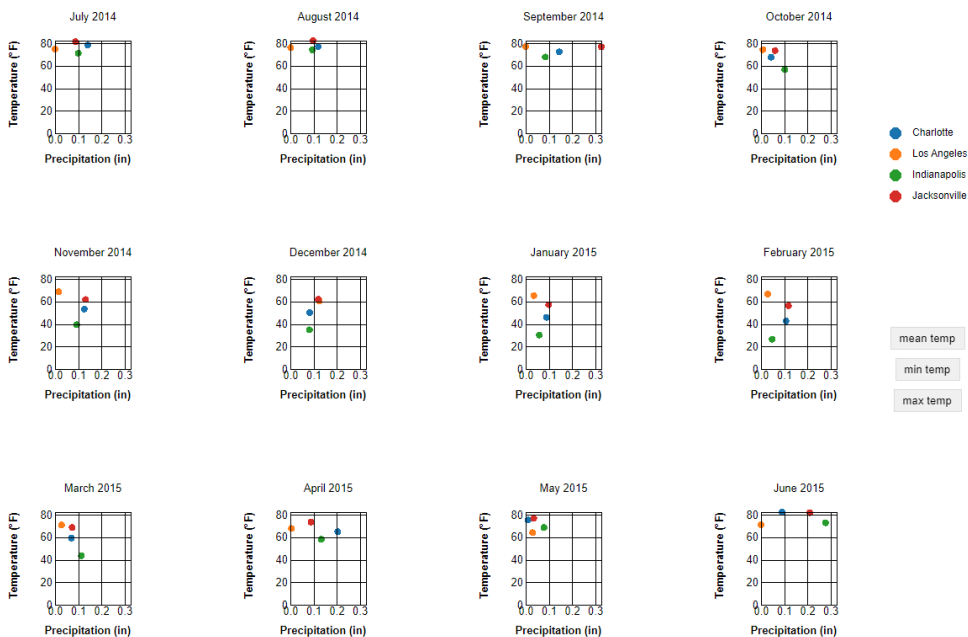 July 2014
August 2014
September 2014
October 2014
Temperature (°F)
80
60
40
20
0
0.0 0.1 0.2 0.3
Precipitation (in)
Temperature (°F)
80
60
40
20
0
0.0 0.1 0.2 0.3
Precipitation (in)
Temperature (°F)
80
60
40
20
0
0.0 0.1 0.2 0.3
Precipitation (in)
Temperature (°F)
80
60
40
20
0
0.0 0.1 0.2 0.3
Precipitation (in)
Charlotte
Los Angeles
Indianapolis
Jacksonville
November 2014
December 2014
January 2015
February 2015
Temperature (°F)
80
60
40
20
0
0.0 0.1 0.2 0.3
Precipitation (in)
Temperature (°F)
80
60
40
20
0
0.0 0.1 0.2 0.3
Precipitation (in)
Temperature (°F)
80
60
40
20
0
0.0 0.1 0.2 0.3
Precipitation (in)
Temperature (°F)
80
60
40
20
0
0.0 0.1 0.2 0.3
Precipitation (in)
mean temp
min temp
max temp
March 2015
April 2015
May 2015
June 2015
Temperature (°F)
80
60
40
20
0
0.0 0.1 0.2 0.3
Precipitation (in)
Temperature (°F)
80
60
40
20
0
0.0 0.1 0.2 0.3
Precipitation (in)
Temperature (°F)
80
60
40
20
0
0.0 0.1 0.2 0.3
Precipitation (in)
Temperature (°F)
80
60
40
20
0
0.0 0.1 0.2 0.3
Precipitation (in)